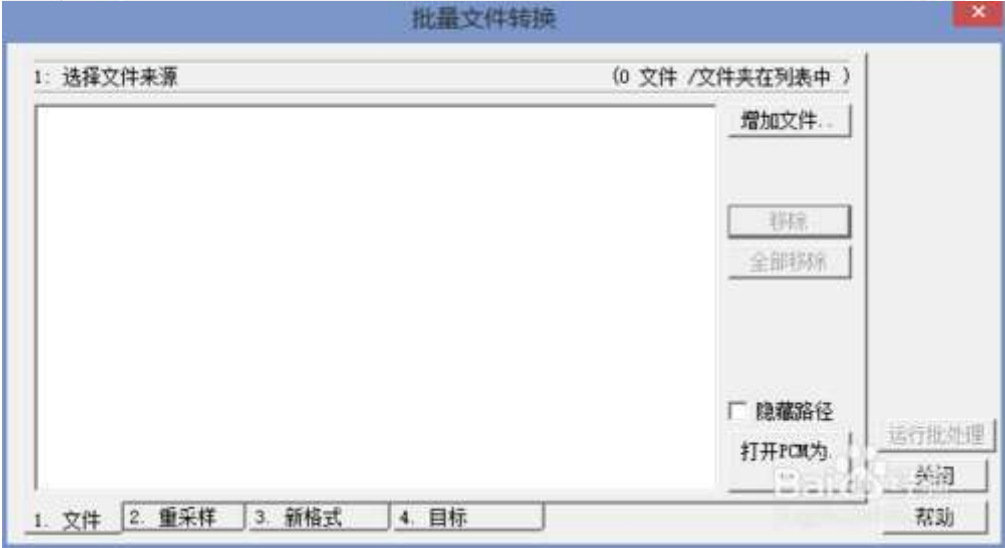 批量文件转换
1: 选择文件来源 (0 文件 /文件夹在列表中 )
增加文件..
移除
全部移除
隐藏路径
打开PCM为.
..
运行批处理
关闭
帮助
1. 文件 2. 重采样 3. 新格式 4. 目标